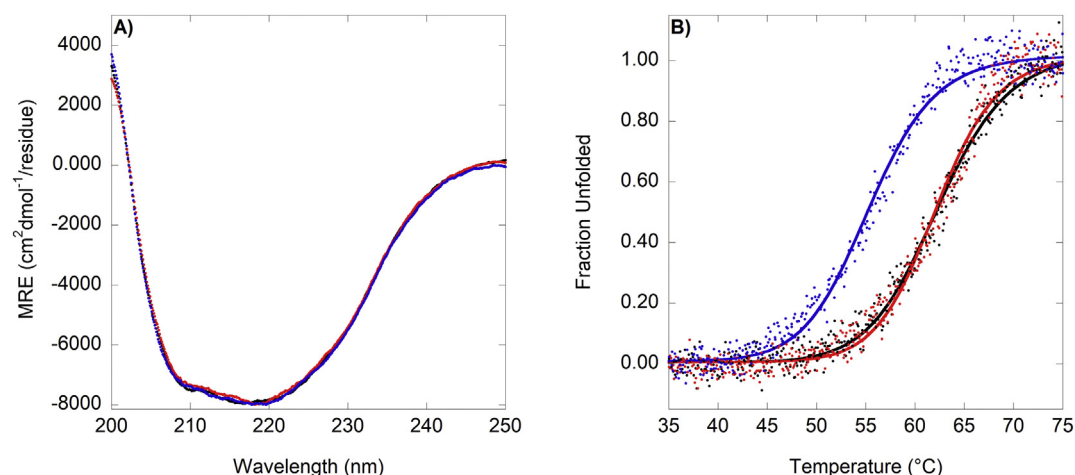 A)
4000
2000
0.000
-2000
-4000
-6000
-8000
MRE (cm²dmol⁻¹/residue)
200 210 220 230 240 250
Wavelength (nm)
B)
1.00
0.80
0.60
0.40
0.20
0.00
Fraction Unfolded
35 40 45 50 55 60 65 70 75
Temperature (°C)